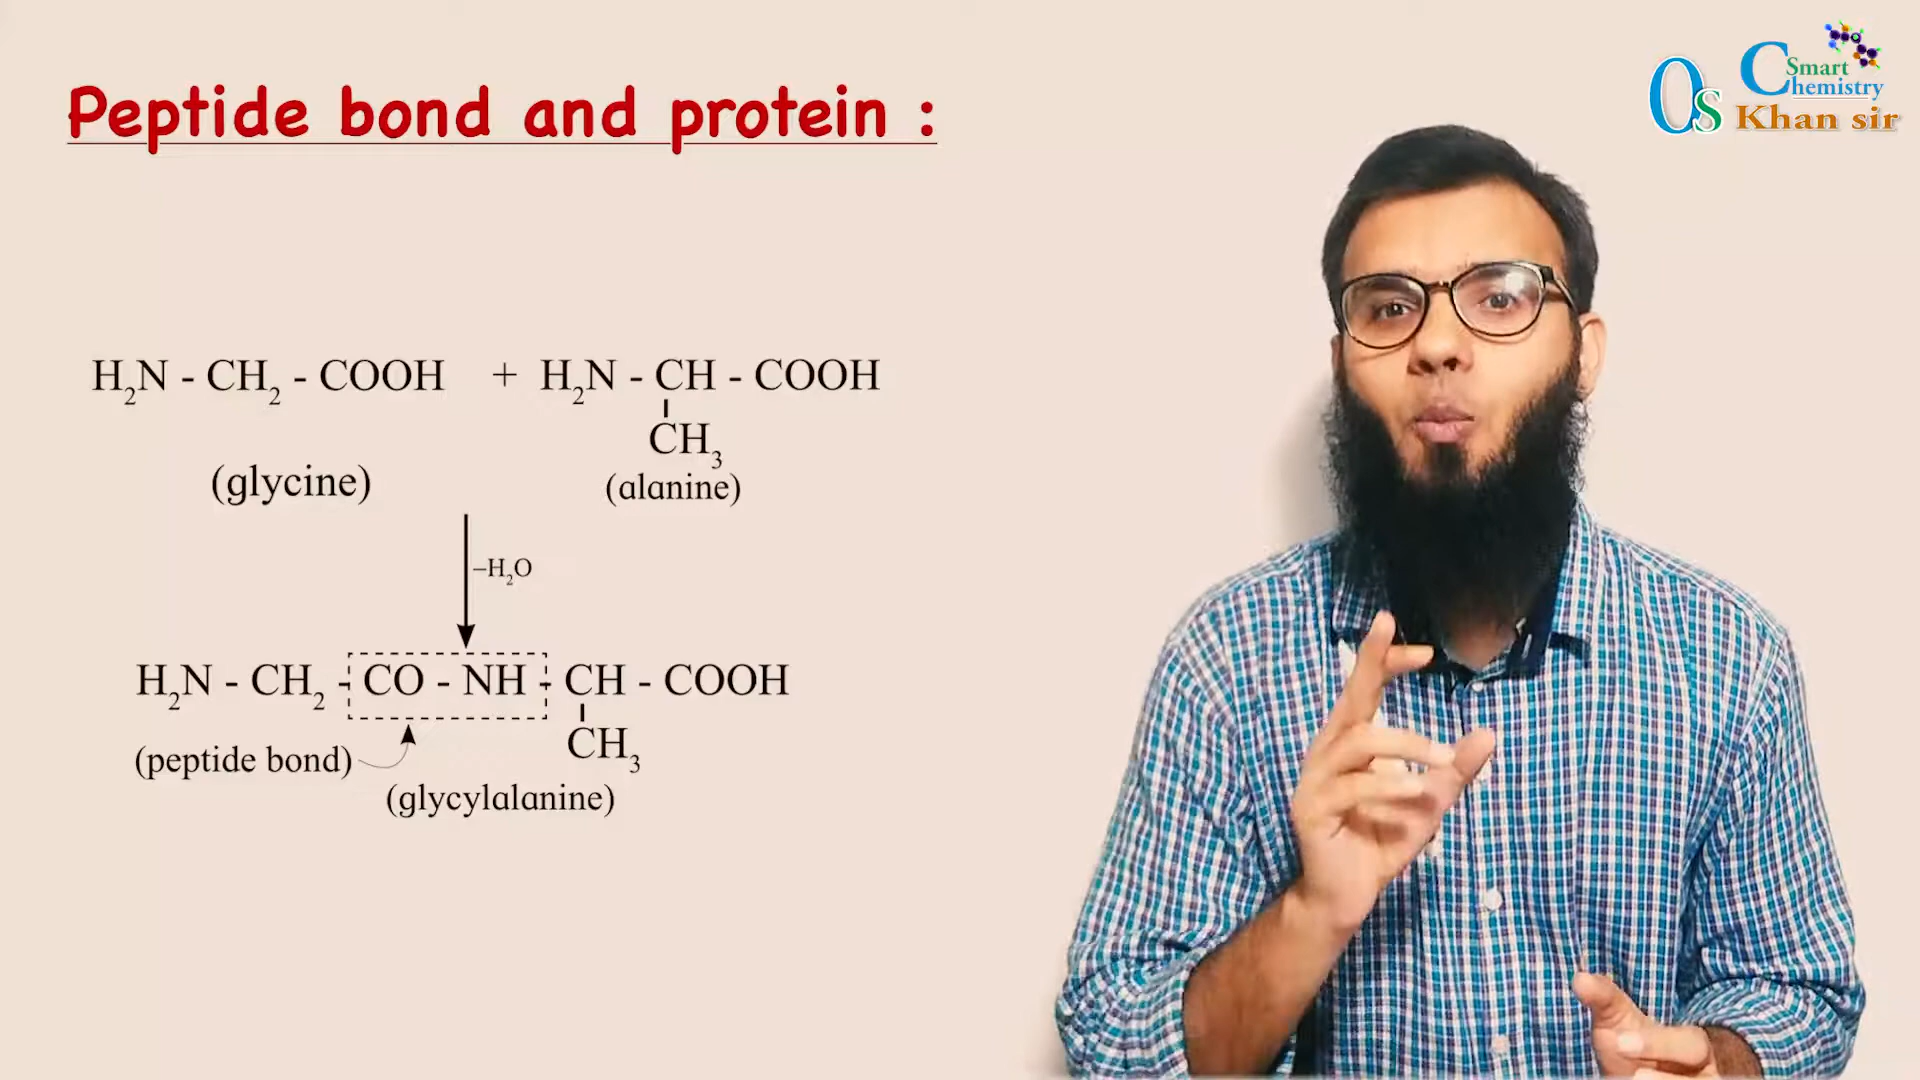 Peptide bond and protein :
Smart
Chemistry
Os Khan sir
H₂N - CH₂ - COOH + H₂N - CH - COOH
CH₃
(glycine) (alanine)
–H₂O
H₂N - CH₂ - CO - NH - CH - COOH
CH₃
(peptide bond)
(glycylalanine)